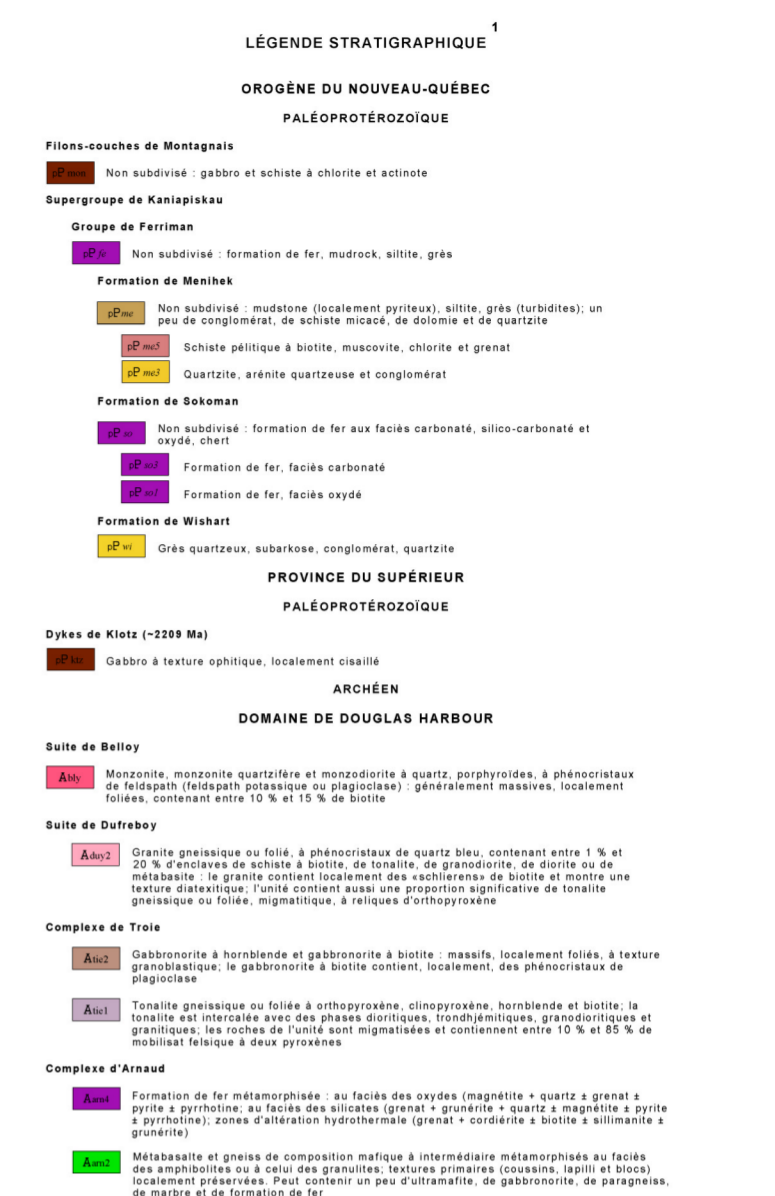 1
LÉGENDE STRATIGRAPHIQUE
OROGÈNE DU NOUVEAU-QUÉBEC
PALÉOPROTÉROZOÏQUE
Filons-couches de Montagnais
pP mon Non subdivisé : gabbro et schiste à chlorite et actinote
Supergroupe de Kaniapiskau
Groupe de Ferriman
pP fe Non subdivisé : formation de fer, mudrock, siltite, grès
Formation de Menihek
pP me Non subdivisé : mudstone (localement pyriteux), siltite, grès (turbidites); un
peu de conglomérat, de schiste micacé, de dolomie et de quartzite
pP me5 Schiste pélitique à biotite, muscovite, chlorite et grenat
pP me3 Quartzite, arénite quartzeuse et conglomérat
Formation de Sokoman
pP so Non subdivisé : formation de fer aux faciès carbonaté, silico-carbonaté et
oxydé, chert
pP so3 Formation de fer, faciès carbonaté
pP so1 Formation de fer, faciès oxydé
Formation de Wishart
pP wi Grès quartzeux, subarkose, conglomérat, quartzite
PROVINCE DU SUPÉRIEUR
PALÉOPROTÉROZOÏQUE
Dykes de Klotz (~2209 Ma)
pP ktz Gabbro à texture ophitique, localement cisaillé
ARCHÉEN
DOMAINE DE DOUGLAS HARBOUR
Suite de Belloy
Ably Monzonite, monzonite quartzifère et monzodiorite à quartz, porphyroïdes, à phénocristaux
de feldspath (feldspath potassique ou plagioclase) : généralement massives, localement
foliées, contenant entre 10 % et 15 % de biotite
Suite de Dufreboy
Aduy2 Granite gneissique ou folié, à phénocristaux de quartz bleu, contenant entre 1 % et
20 % d'enclaves de schiste à biotite, de tonalite, de granodiorite, de diorite ou de
métabasite : le granite contient localement des «schlierens» de biotite et montre une
texture diatexitique; l'unité contient aussi une proportion significative de tonalite
gneissique ou foliée, migmatitique, à reliques d'orthopyroxène
Complexe de Troie
Atie2 Gabbronorite à hornblende et gabbronorite à biotite : massifs, localement foliés, à texture
granoblastique; le gabbronorite à biotite contient, localement, des phénocristaux de
plagioclase
Atie1 Tonalite gneissique ou foliée à orthopyroxène, clinopyroxène, hornblende et biotite; la
tonalite est intercalée avec des phases dioritiques, trondhjémitiques, granodioritiques et
granitiques; les roches de l'unité sont migmatisées et contiennent entre 10 % et 85 % de
mobilisat felsique à deux pyroxènes
Complexe d'Arnaud
Aarn4 Formation de fer métamorphisée : au faciès des oxydes (magnétite + quartz ± grenat ±
pyrite ± pyrrhotine; au faciès des silicates (grenat + grunérite + quartz ± magnétite ± pyrite
± pyrrhotine); zones d'altération hydrothermale (grenat + cordiérite ± biotite ± sillimanite ±
grunérite)
Aarn2 Métabasalte et gneiss de composition mafique à intermédiaire métamorphisés au faciès
des amphibolites ou à celui des granulites; textures primaires (coussins, lapilli et blocs)
localement préservées. Peut contenir un peu d'ultramafite, de gabbronorite, de paragneiss,
de marbre et de formation de fer